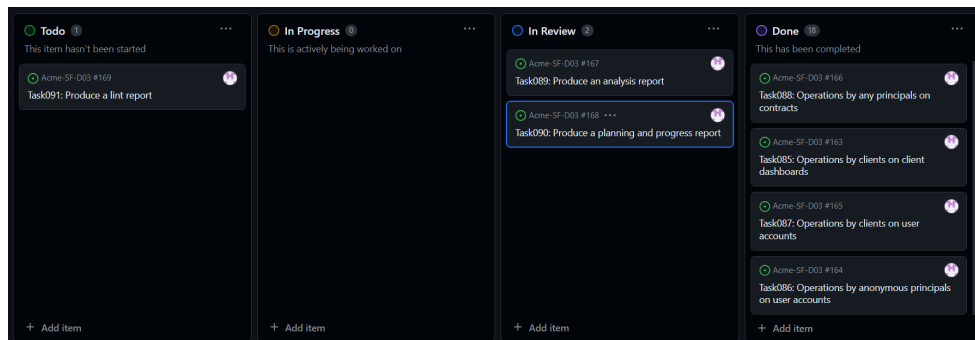 Todo 1
This item hasn't been started
Acme-SF-D03 #169
Task091: Produce a lint report
+ Add item
In Progress 0
This is actively being worked on
+ Add item
In Review 2
Acme-SF-D03 #167
Task089: Produce an analysis report
Acme-SF-D03 #168 ...
Task090: Produce a planning and progress report
+ Add item
Done 18
This has been completed
Acme-SF-D03 #166
Task088: Operations by any principals on
contracts
Acme-SF-D03 #163
Task085: Operations by clients on client
dashboards
Acme-SF-D03 #165
Task087: Operations by clients on user
accounts
Acme-SF-D03 #164
Task086: Operations by anonymous principals
on user accounts
+ Add item